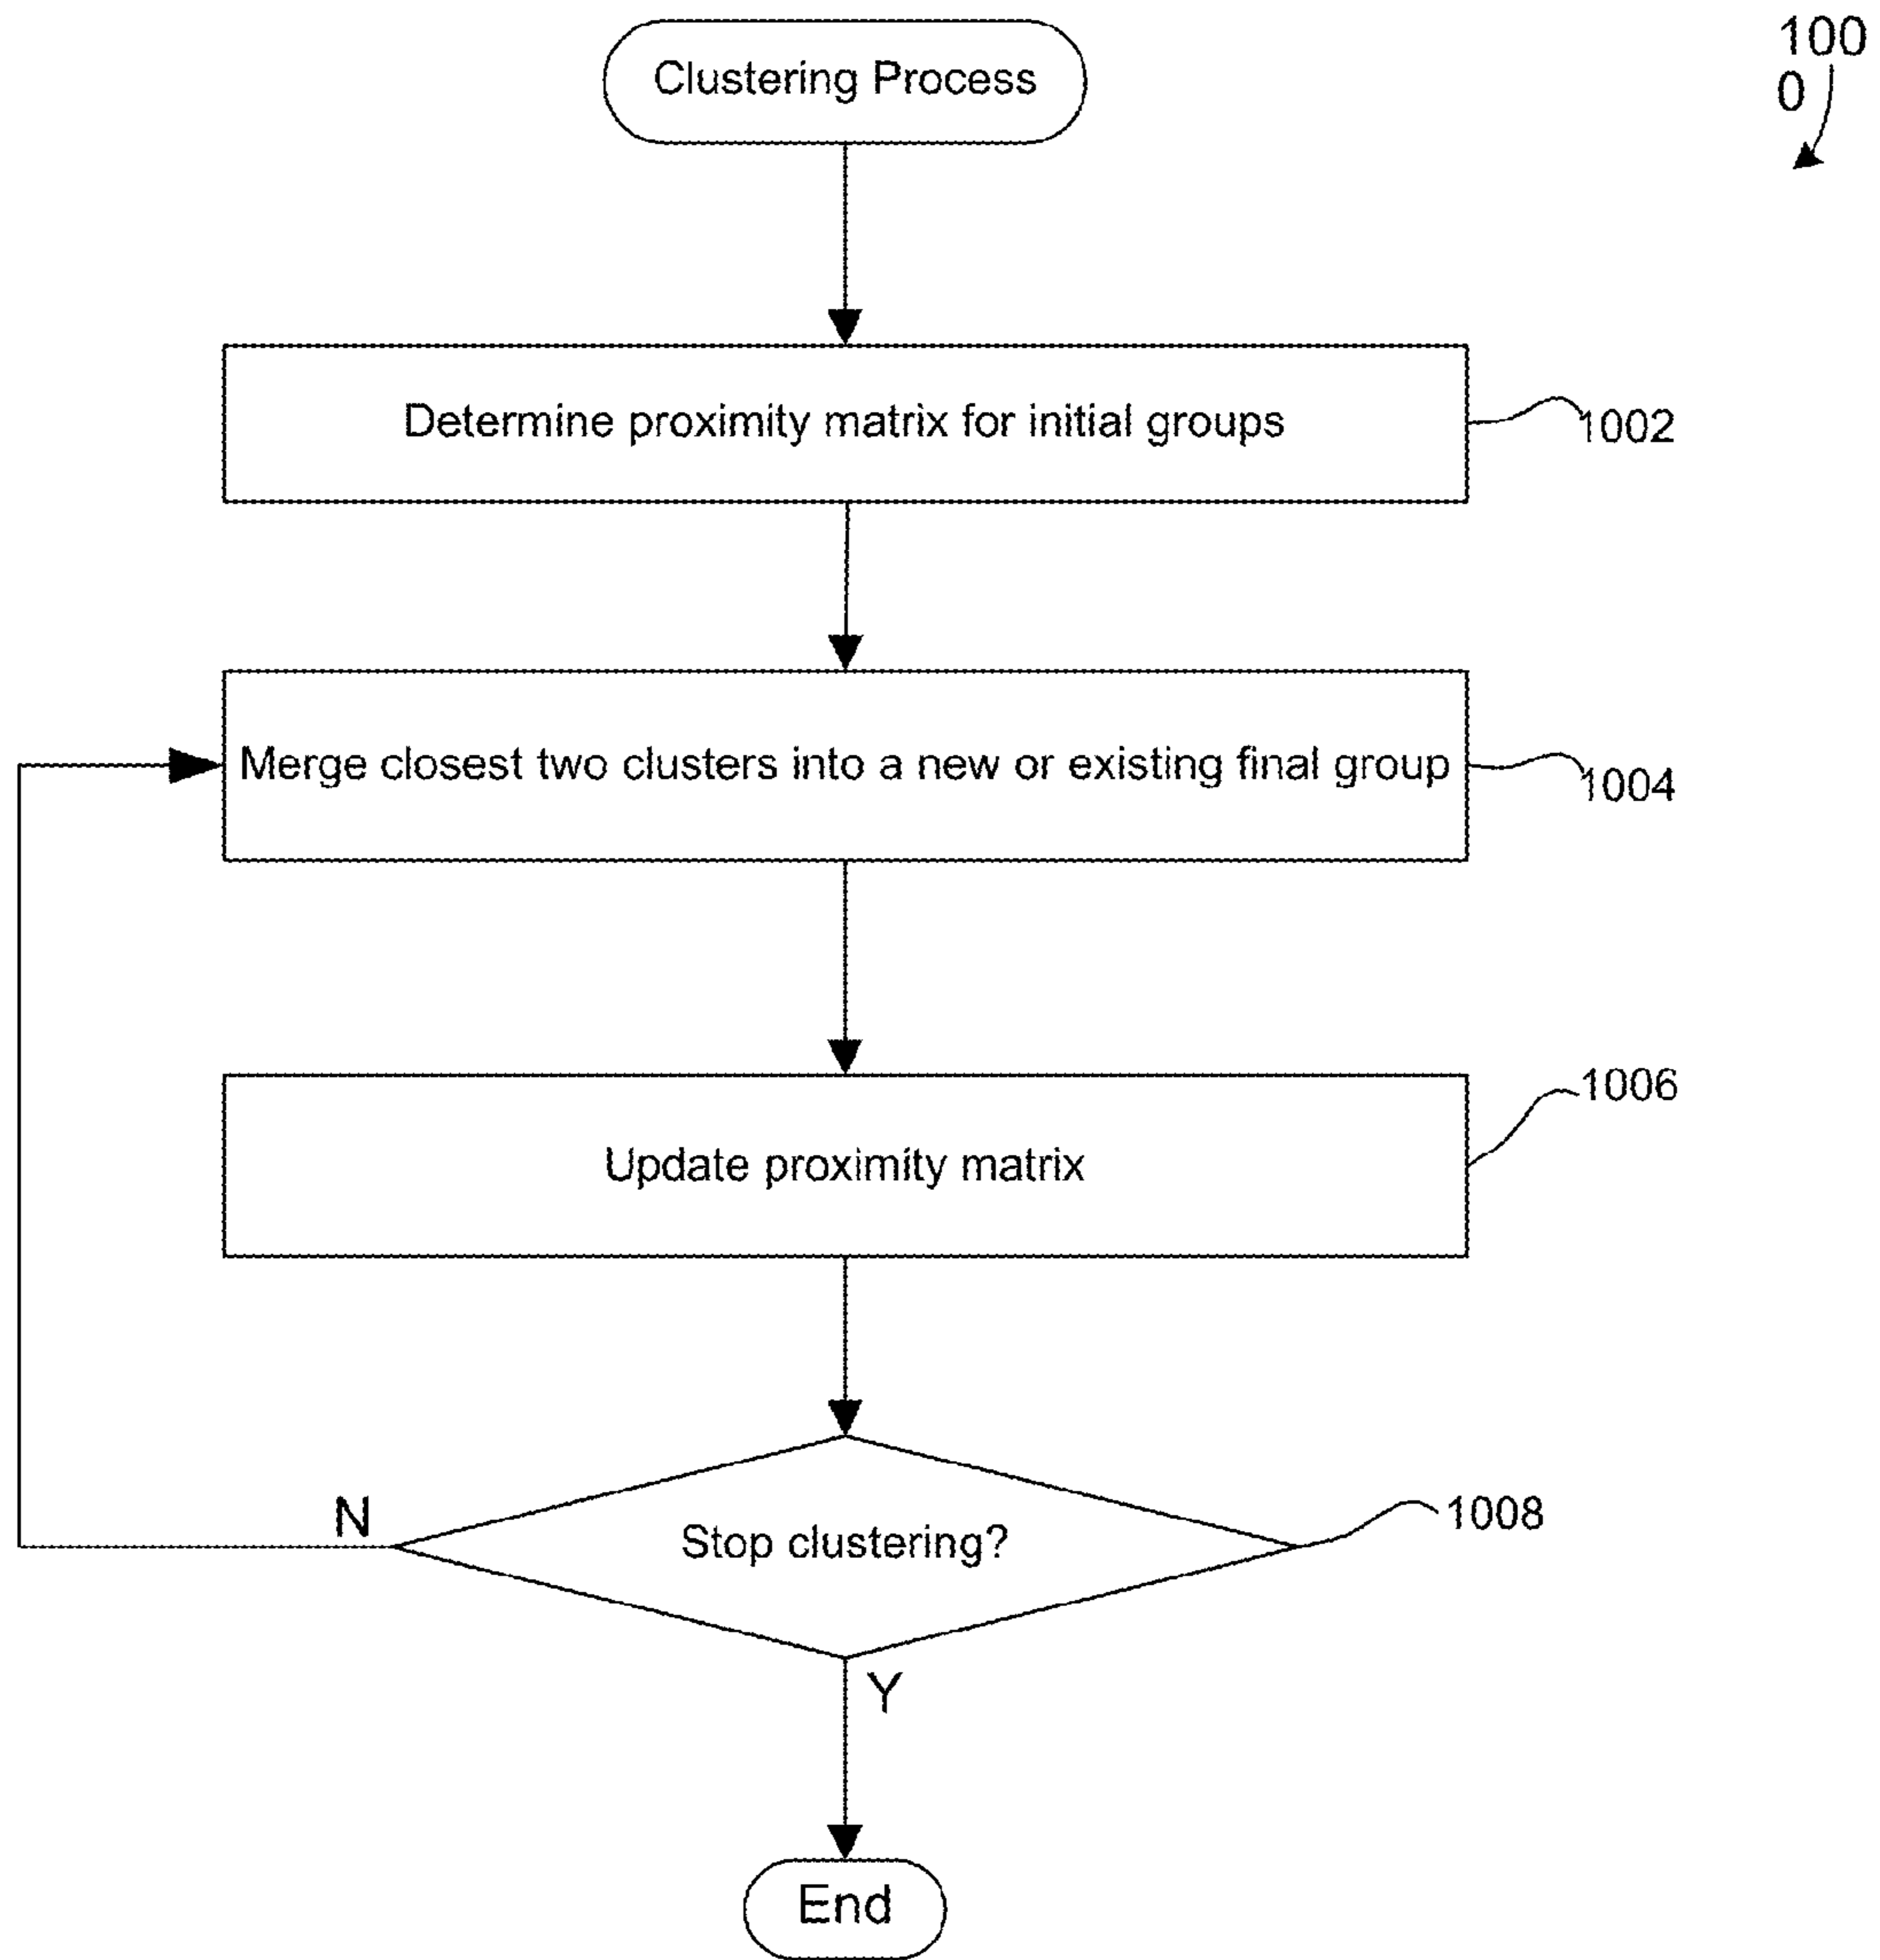 Clustering Process
100
0
Determine proximity matrix for initial groups
1002
Merge closest two clusters into a new or existing final group
1004
Update proximity matrix
1006
Stop clustering?
1008
N
Y
End